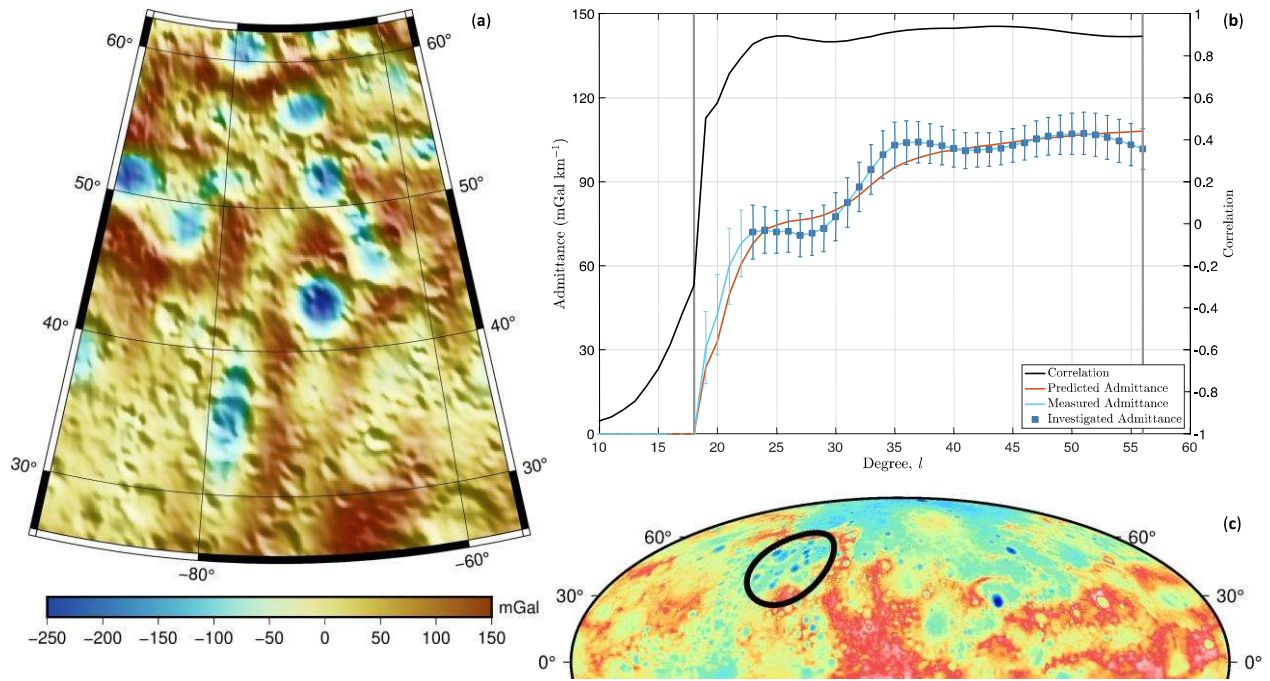 (a)
60°
60°
50°
50°
40°
40°
30°
30°
−80°
−60°
mGal
−250 −200 −150 −100 −50 0 50 100 150
(b)
150
120
90
60
30
0
Admittance (mGal km⁻¹)
1
0.8
0.6
0.4
0.2
0
-0.2
-0.4
-0.6
-0.8
-1
Correlation
10 15 20 25 30 35 40 45 50 55 60
Degree, l
Correlation
Predicted Admittance
Measured Admittance
Investigated Admittance
(c)
60°
60°
30°
30°
0°
0°